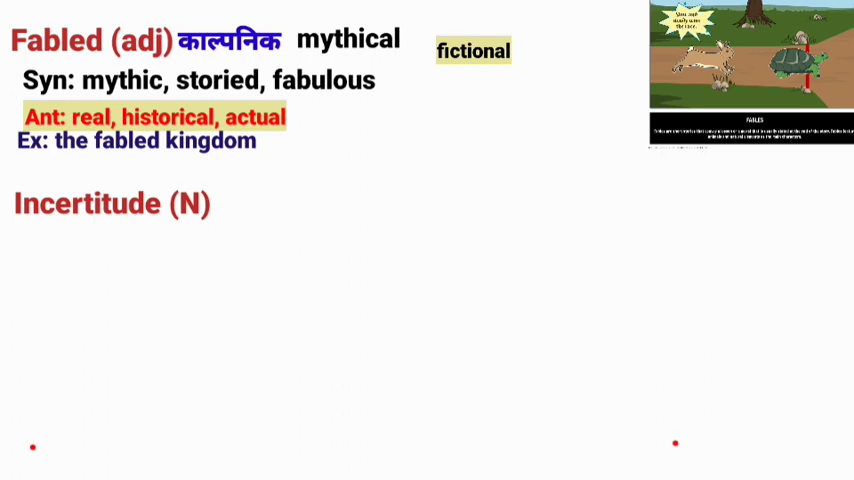 Fabled (adj) काल्पनिक mythical fictional
Syn: mythic, storied, fabulous
Ant: real, historical, actual
Ex: the fabled kingdom
Incertitude (N)
FABLES